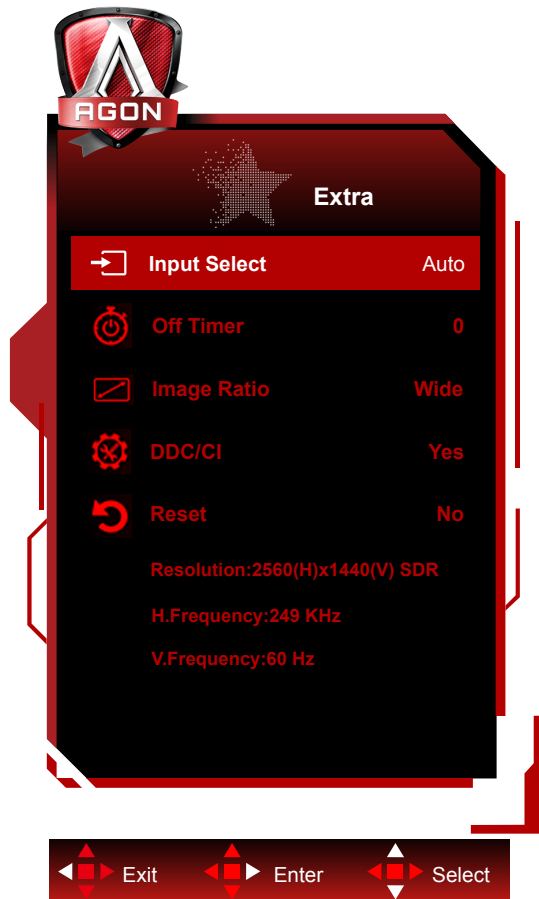 AGON
Extra
Input Select Auto
Off Timer 0
Image Ratio Wide
DDC/CI Yes
Reset No
Resolution:2560(H)x1440(V) SDR
H.Frequency:249 KHz
V.Frequency:60 Hz
Exit Enter Select